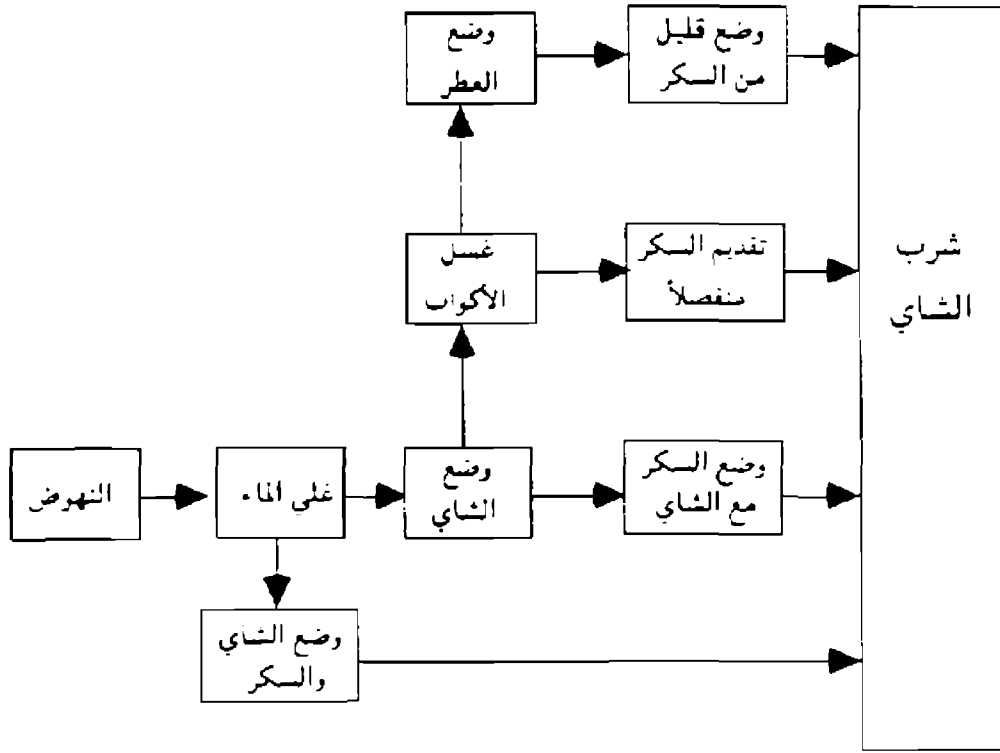 وضع
العطر
وضع قليل
من السكر
غسل
الأكواب
تقديم السكر
منفصلاً
شرب
الشاي
النهوض
غلي الماء
وضع
الشاي
وضع السكر
مع الشاي
وضع الشاي
والسكر